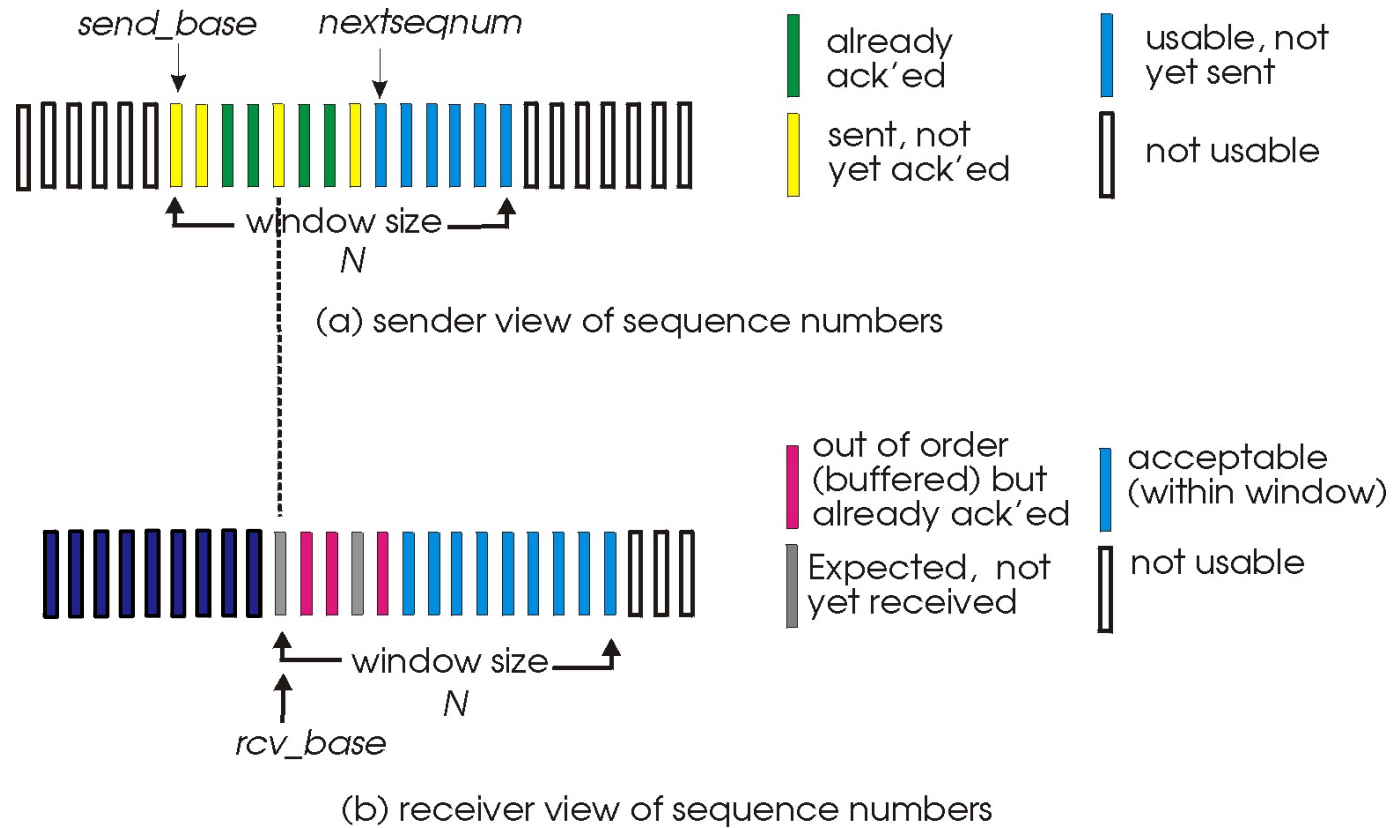 send_base
nextseqnum
already
ack'ed
usable, not
yet sent
sent, not
yet ack'ed
not usable
window size
N
(a) sender view of sequence numbers
out of order
(buffered) but
already ack'ed
acceptable
(within window)
Expected, not
yet received
not usable
window size
N
rcv_base
(b) receiver view of sequence numbers